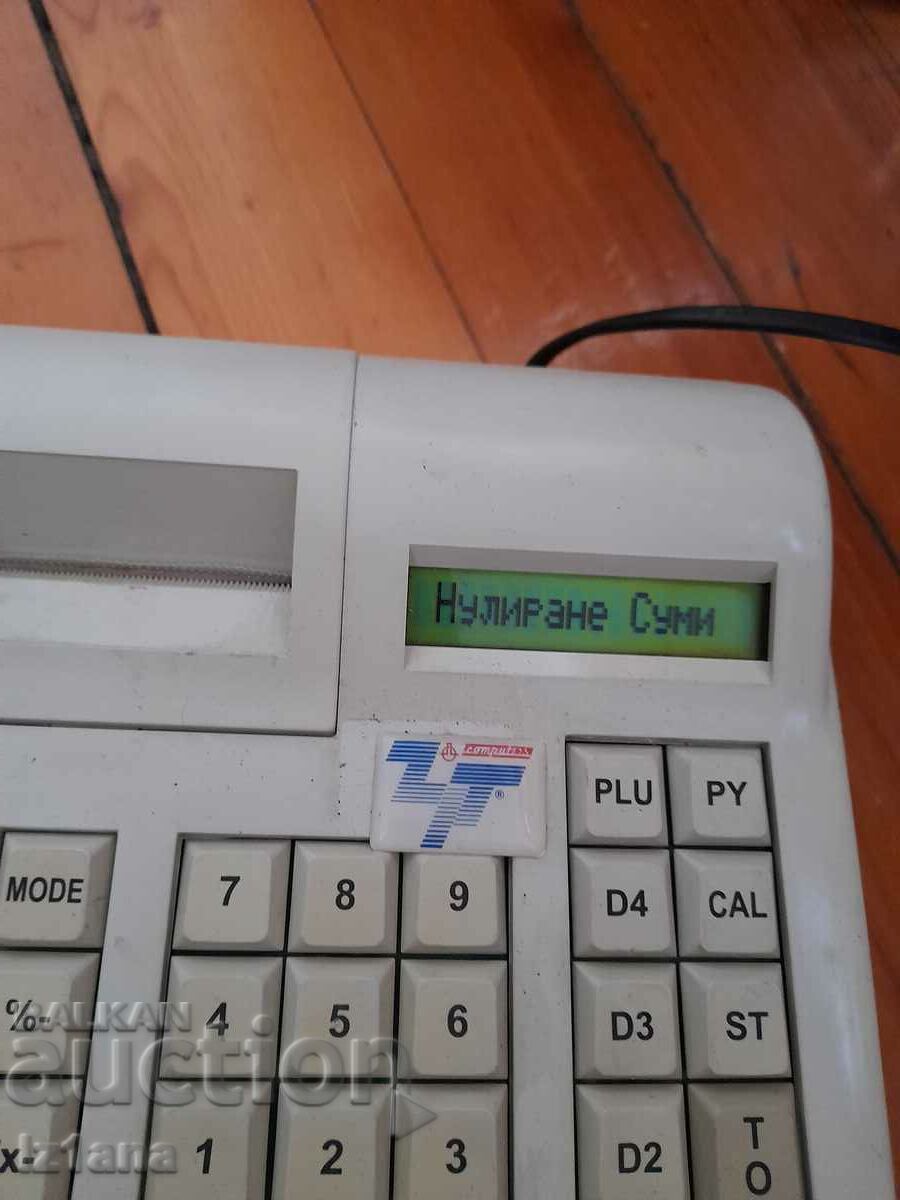 Нулиране Суми
computers
®
PLU PY
MODE 7 8 9 D4 CAL
%- 4 5 6 D3 ST
x- 1 2 3 D2 TO
BALKAN
auction
Iz1ana